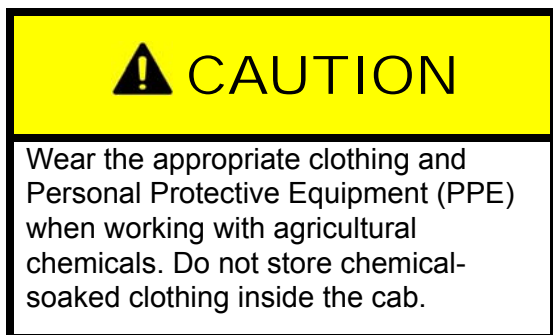 CAUTION
Wear the appropriate clothing and
Personal Protective Equipment (PPE)
when working with agricultural
chemicals. Do not store chemical-
soaked clothing inside the cab.